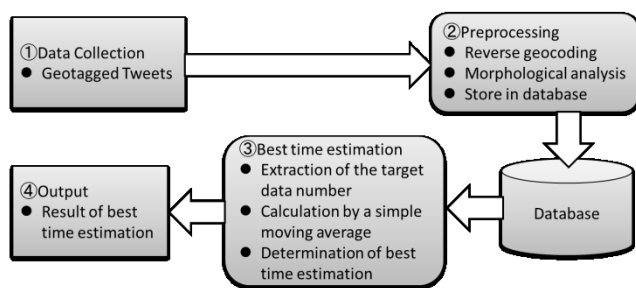 ①Data Collection
● Geotagged Tweets
②Preprocessing
● Reverse geocoding
● Morphological analysis
● Store in database
③Best time estimation
● Extraction of the target
data number
● Calculation by a simple
moving average
● Determination of best
time estimation
④Output
● Result of best
time estimation
Database